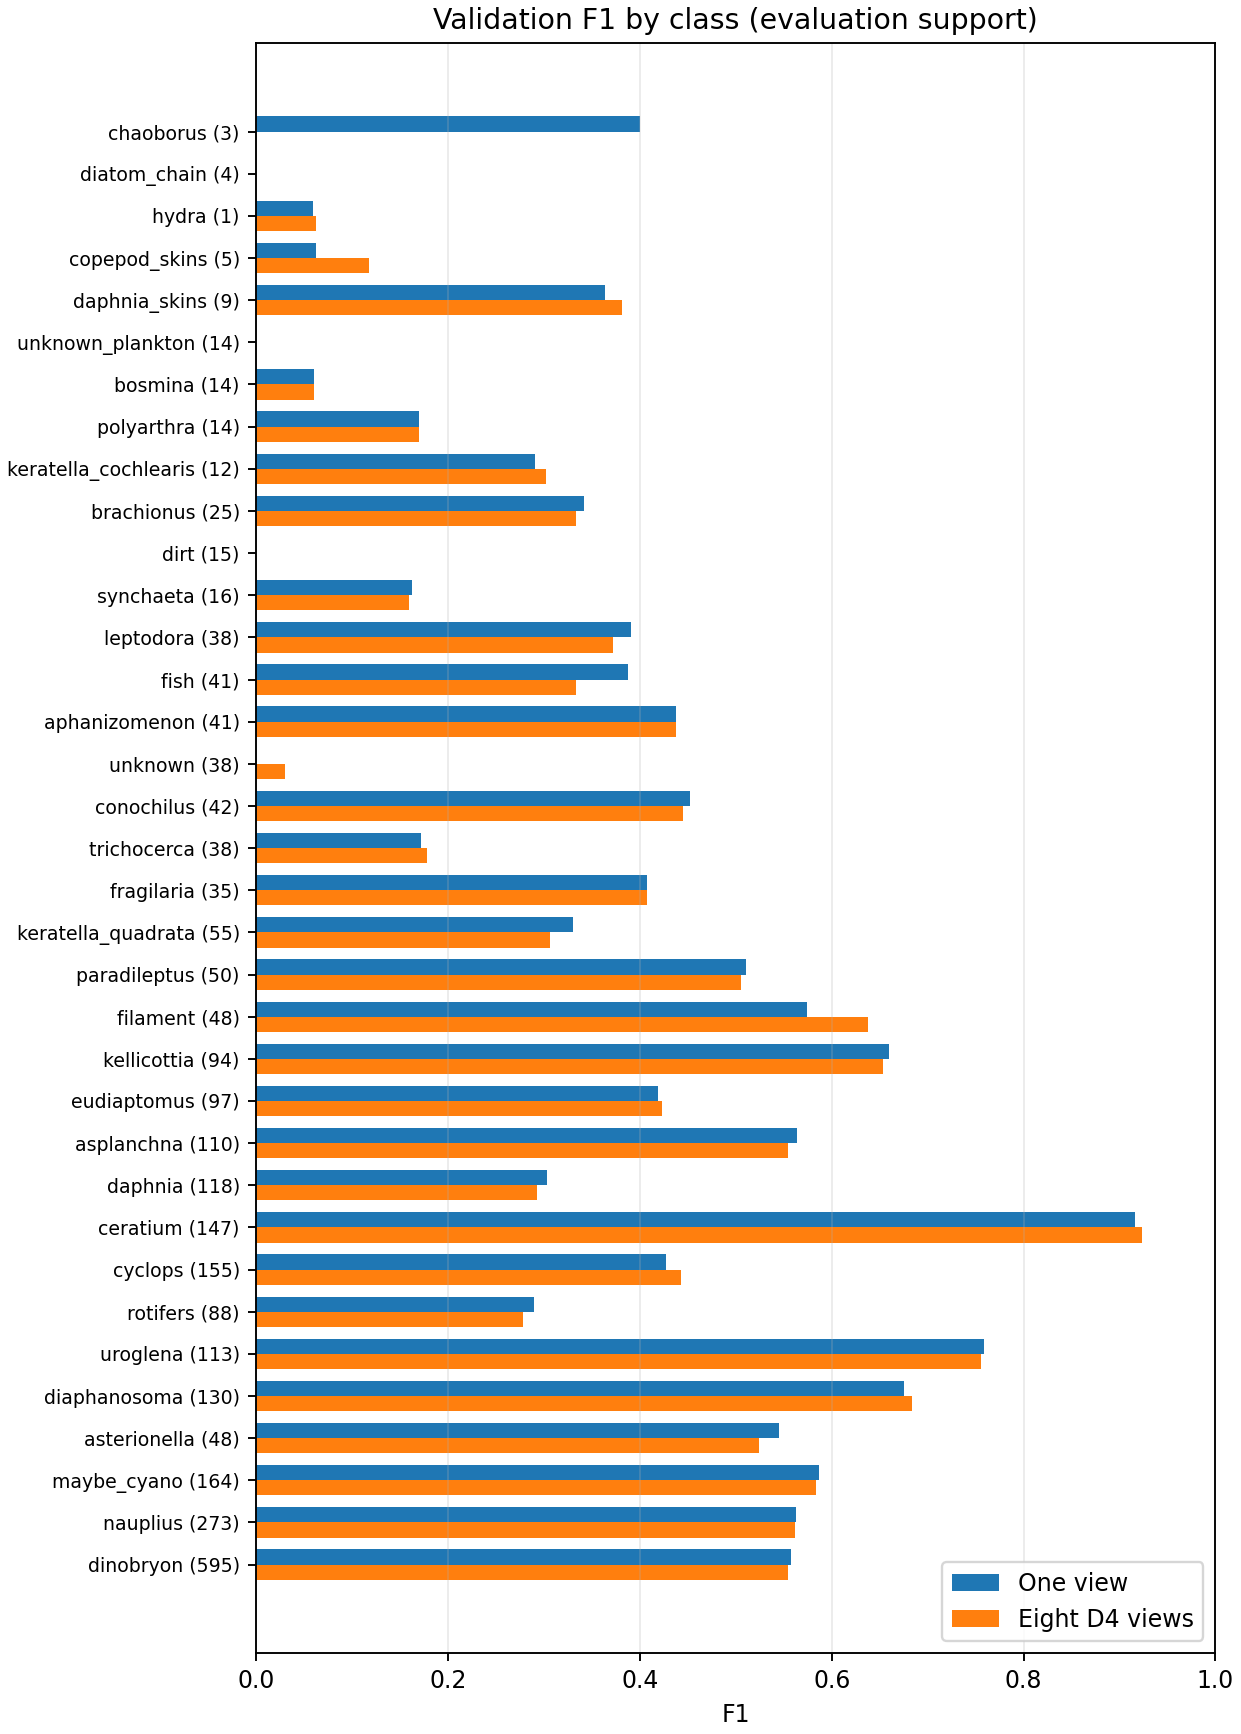 Validation F1 by class (evaluation support)
chaoborus (3)
diatom_chain (4)
hydra (1)
copepod_skins (5)
daphnia_skins (9)
unknown_plankton (14)
bosmina (14)
polyarthra (14)
keratella_cochlearis (12)
brachionus (25)
dirt (15)
synchaeta (16)
leptodora (38)
fish (41)
aphanizomenon (41)
unknown (38)
conochilus (42)
trichocerca (38)
fragilaria (35)
keratella_quadrata (55)
paradileptus (50)
filament (48)
kellicottia (94)
eudiaptomus (97)
asplanchna (110)
daphnia (118)
ceratium (147)
cyclops (155)
rotifers (88)
uroglena (113)
diaphanosoma (130)
asterionella (48)
maybe_cyano (164)
nauplius (273)
dinobryon (595)
One view
Eight D4 views
0.0 0.2 0.4 0.6 0.8 1.0
F1